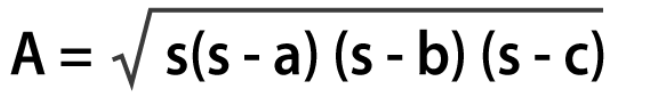 A = √s(s - a) (s - b) (s - c)